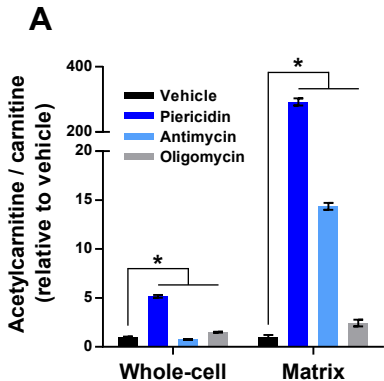 A
Acetylcarnitine / carnitine
(relative to vehicle)
400
200
20
15
10
5
0
Vehicle
Piericidin
Antimycin
Oligomycin
*
*
Whole-cell
Matrix